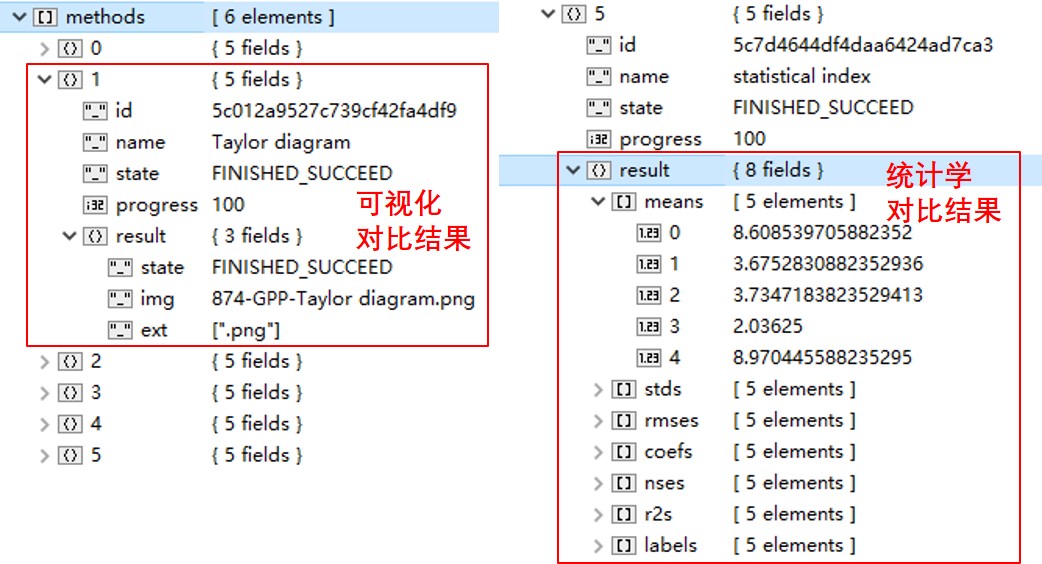 methods [ 6 elements ]
0 { 5 fields }
1 { 5 fields }
"_" id 5c012a9527c739cf42fa4df9
"_" name Taylor diagram
"_" state FINISHED_SUCCEED
i32 progress 100
result { 3 fields }
"_" state FINISHED_SUCCEED
"_" img 874-GPP-Taylor diagram.png
"_" ext [".png"]
2 { 5 fields }
3 { 5 fields }
4 { 5 fields }
5 { 5 fields }
可视化
对比结果
5 { 5 fields }
"_" id 5c7d4644df4daa6424ad7ca3
"_" name statistical index
"_" state FINISHED_SUCCEED
i32 progress 100
result { 8 fields }
means [ 5 elements ]
1.23 0 8.608539705882352
1.23 1 3.6752830882352936
1.23 2 3.7347183823529413
1.23 3 2.03625
1.23 4 8.970445588235295
stds [ 5 elements ]
rmses [ 5 elements ]
coefs [ 5 elements ]
nses [ 5 elements ]
r2s [ 5 elements ]
labels [ 5 elements ]
统计学
对比结果